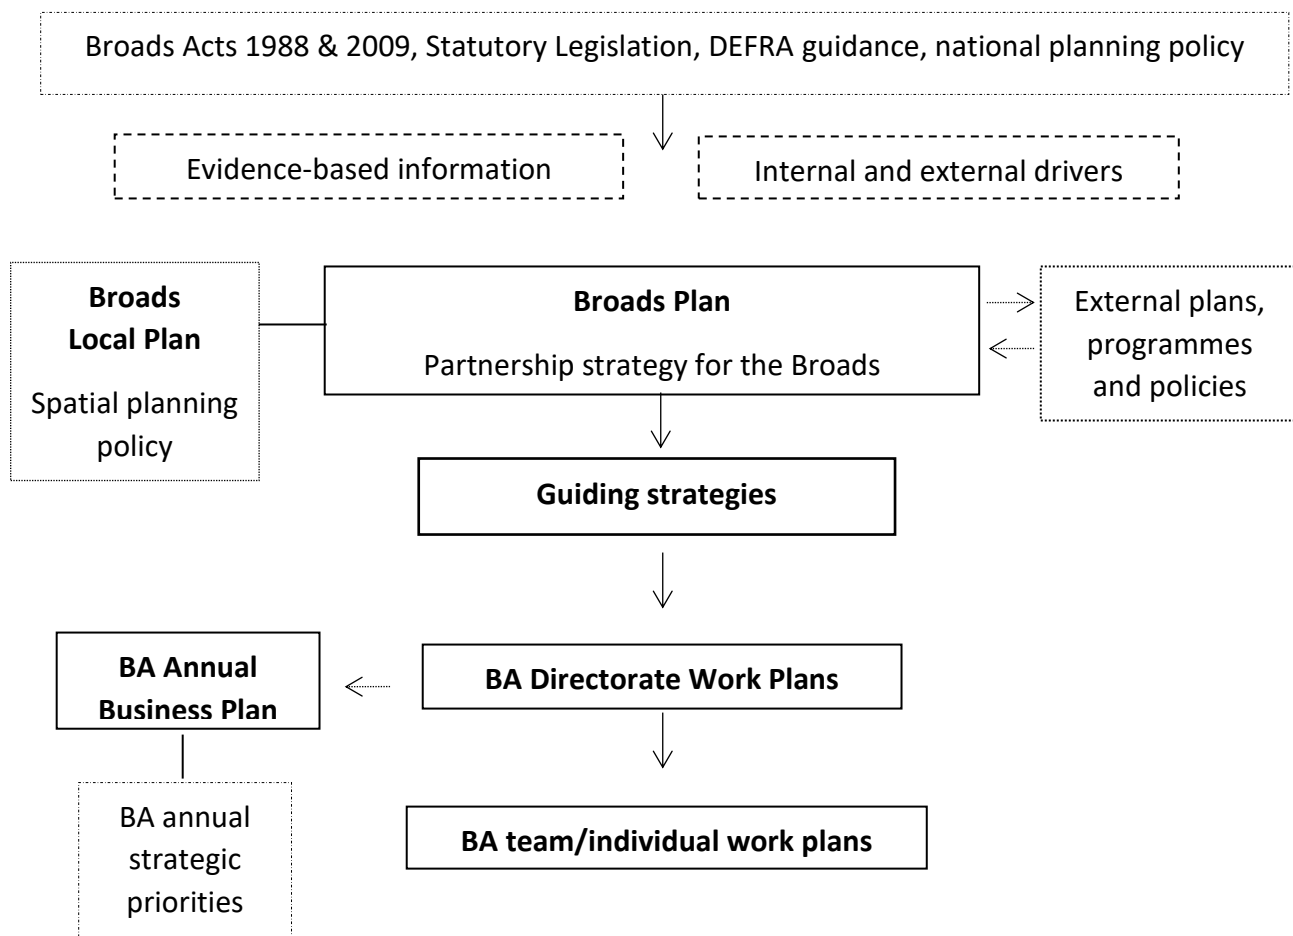 Broads Acts 1988 & 2009, Statutory Legislation, DEFRA guidance, national planning policy
Evidence-based information
Internal and external drivers
Broads
Local Plan
Spatial planning
policy
Broads Plan
Partnership strategy for the Broads
External plans,
programmes
and policies
Guiding strategies
BA Annual
Business Plan
BA Directorate Work Plans
BA annual
strategic
priorities
BA team/individual work plans